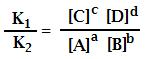 K₁/K₂ = [C]ᶜ [D]ᵈ / [A]ᵃ [B]ᵇ